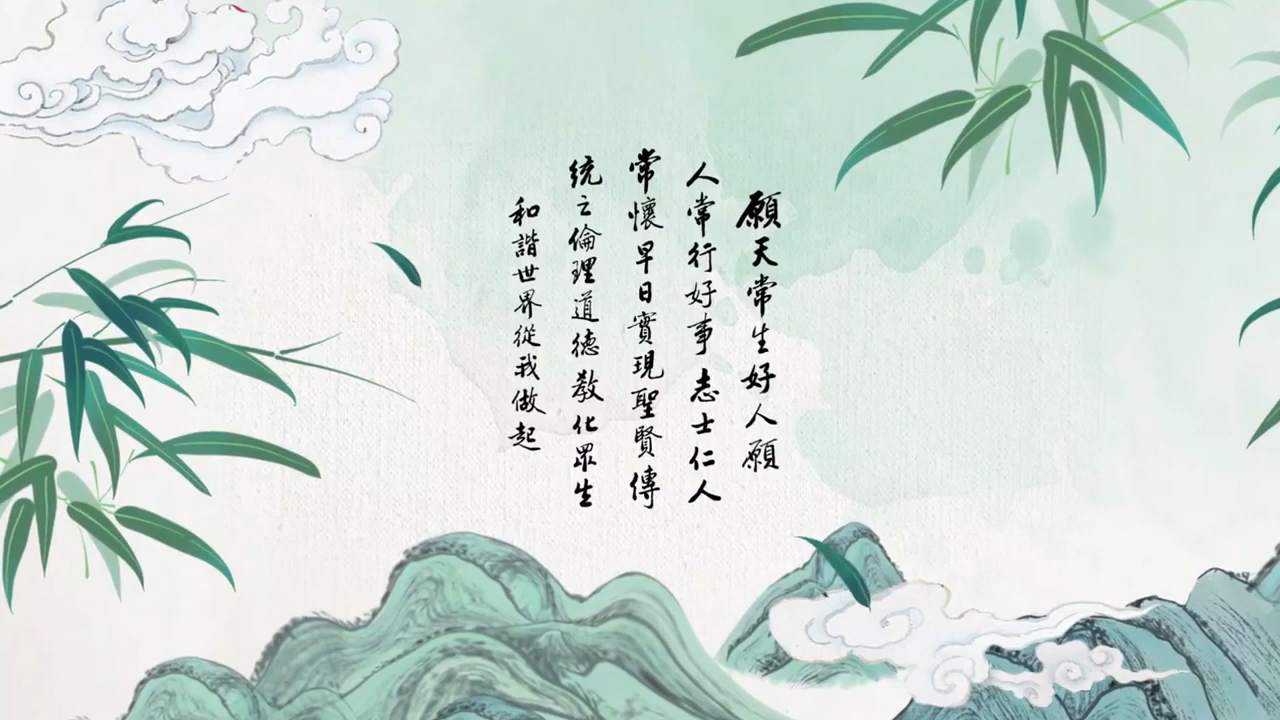 願天常生好人願
人常行好事志士仁人
常懷早日實現聖賢傳
統之倫理道德教化眾生
和諧世界從我做起